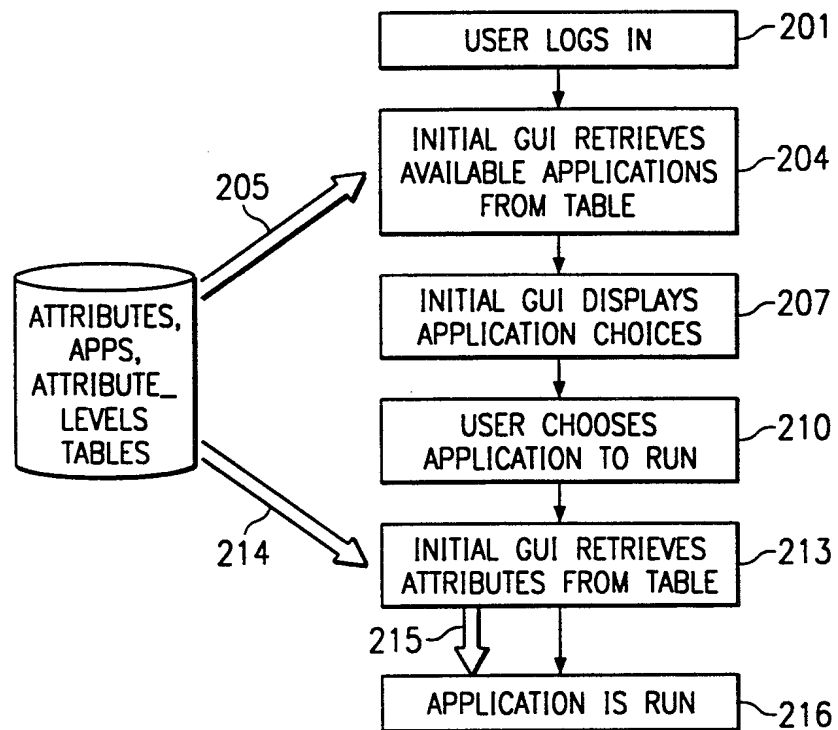 USER LOGS IN
201
INITIAL GUI RETRIEVES
AVAILABLE APPLICATIONS
FROM TABLE
204
205
INITIAL GUI DISPLAYS
APPLICATION CHOICES
207
ATTRIBUTES,
APPS,
ATTRIBUTE_
LEVELS
TABLES
USER CHOOSES
APPLICATION TO RUN
210
214
INITIAL GUI RETRIEVES
ATTRIBUTES FROM TABLE
213
215
APPLICATION IS RUN
216